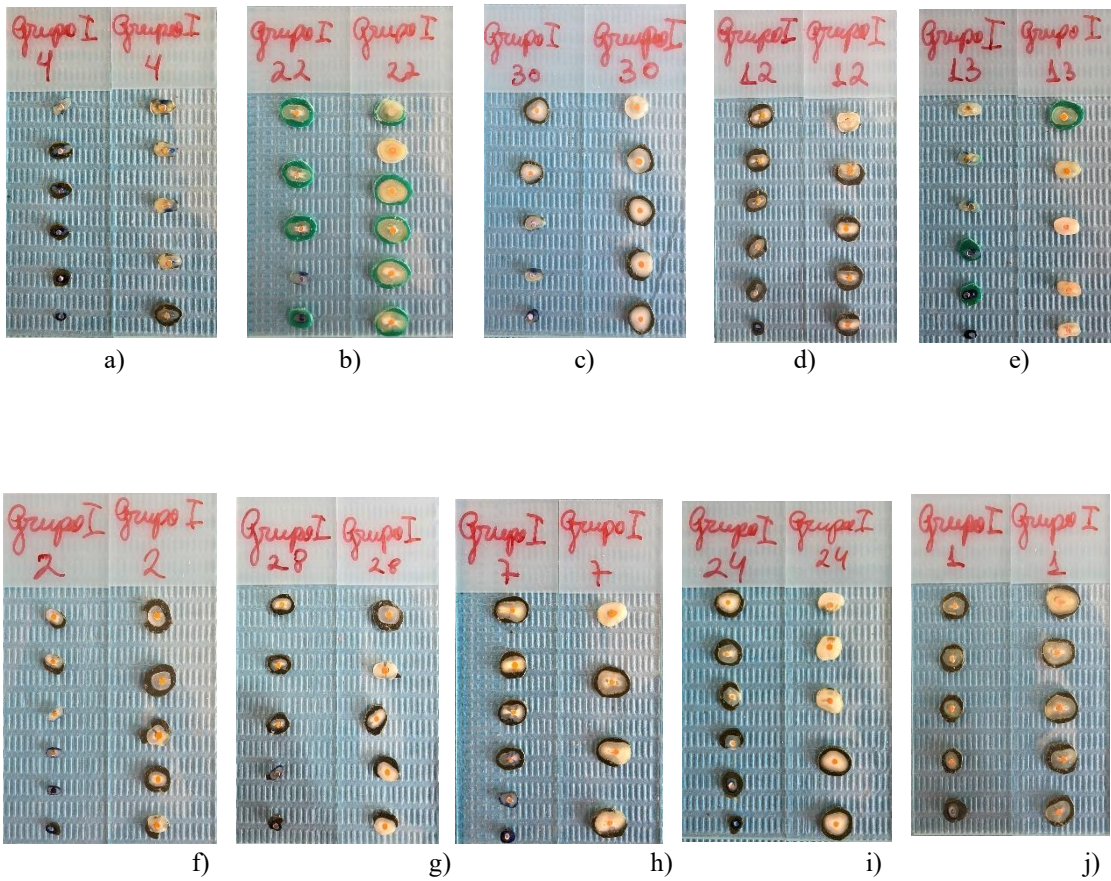 Grupo I Grupo I
4 4
Grupo I Grupo I
22 22
Grupo I Grupo I
30 30
Grupo I Grupo I
12 12
Grupo I Grupo I
13 13
a) b) c) d) e)
Grupo I Grupo I
2 2
Grupo I Grupo I
28 28
Grupo I Grupo I
7 7
Grupo I Grupo I
24 24
Grupo I Grupo I
1 1
f) g) h) i) j)